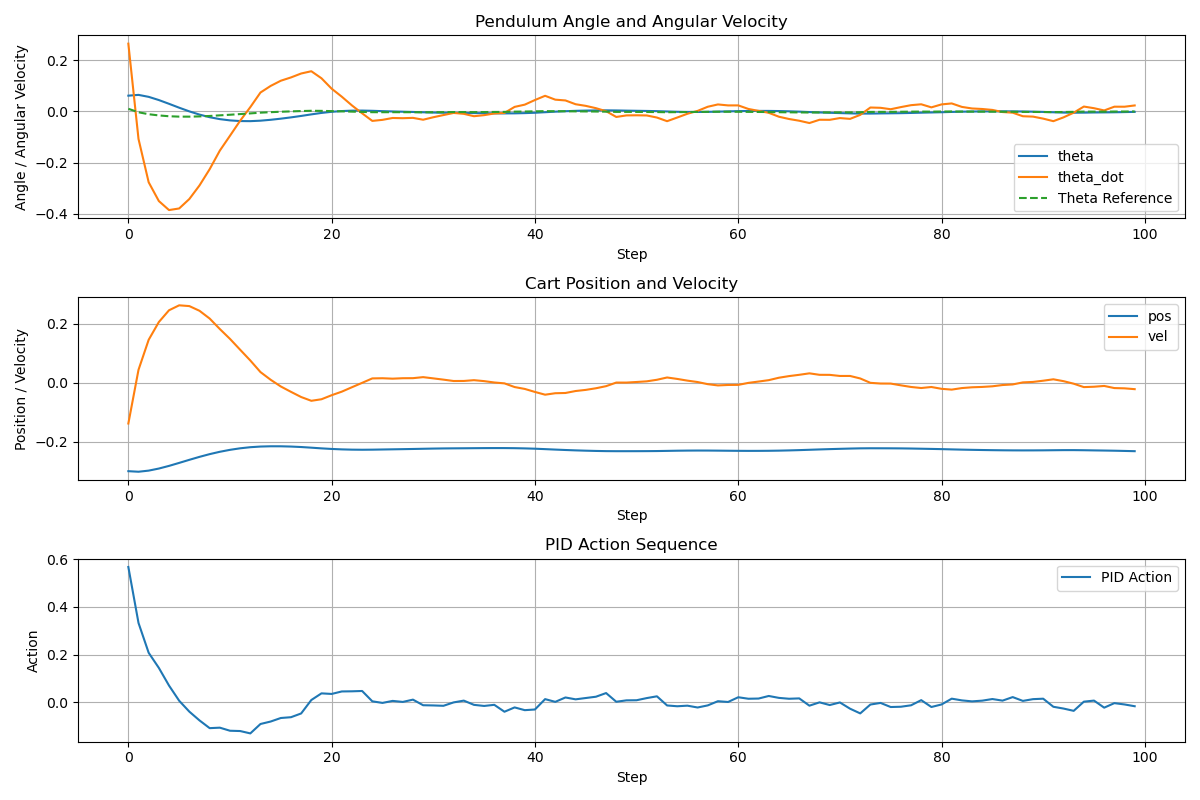 Pendulum Angle and Angular Velocity
Angle / Angular Velocity
0.2
0.0
−0.2
−0.4
theta
theta_dot
Theta Reference
0 20 40 60 80 100
Step
Cart Position and Velocity
Position / Velocity
0.2
0.0
−0.2
pos
vel
0 20 40 60 80 100
Step
PID Action Sequence
Action
0.6
0.4
0.2
0.0
PID Action
0 20 40 60 80 100
Step